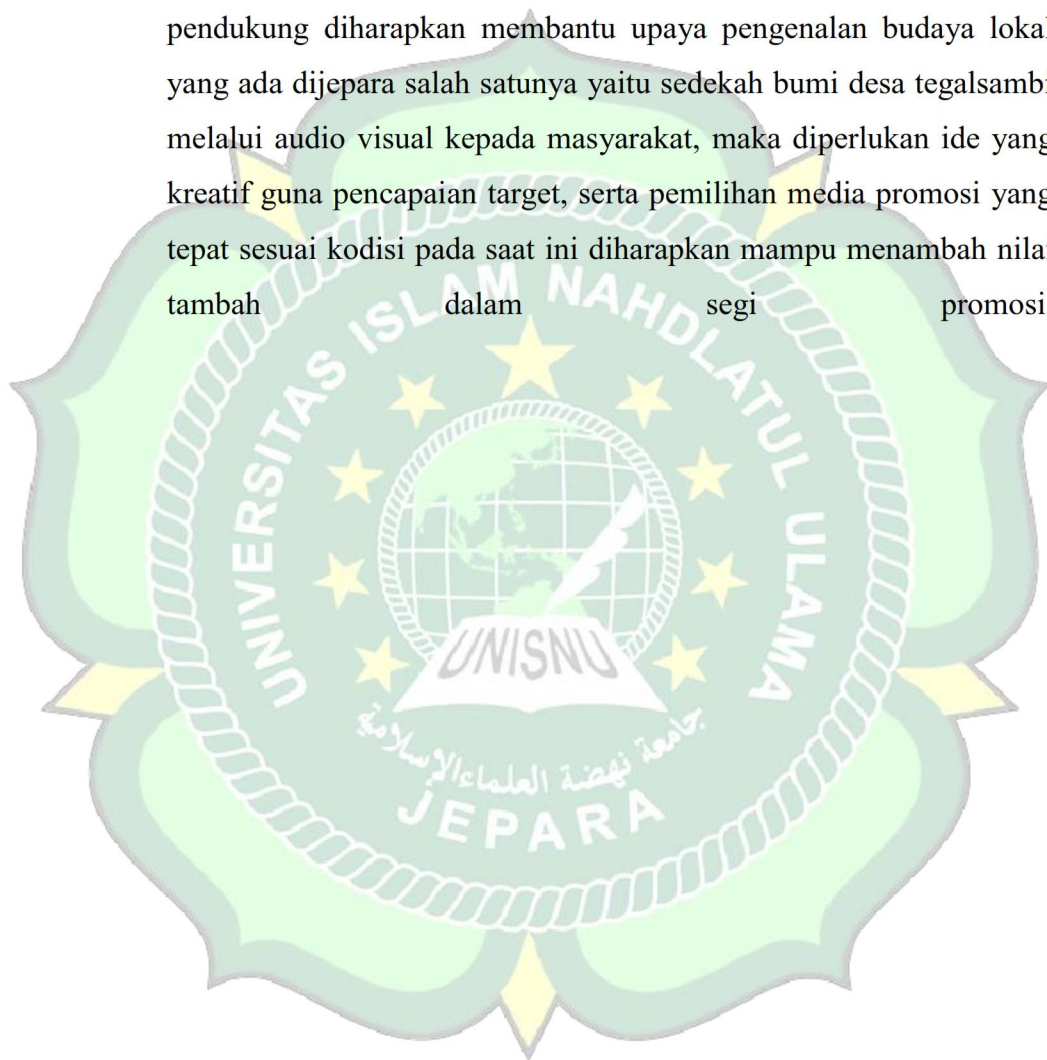 pendukung diharapkan membantu upaya pengenalan budaya lokal
yang ada dijepara salah satunya yaitu sedekah bumi desa tegalsambi
melalui audio visual kepada masyarakat, maka diperlukan ide yang
kreatif guna pencapaian target, serta pemilihan media promosi yang
tepat sesuai kodisi pada saat ini diharapkan mampu menambah nilai
tambah dalam segi promosi
UNIVERSITAS ISLAM NAHDLATUL ULAMA
UNISNU
جامعة نهضة العلماء الإسلامية
JEPARA